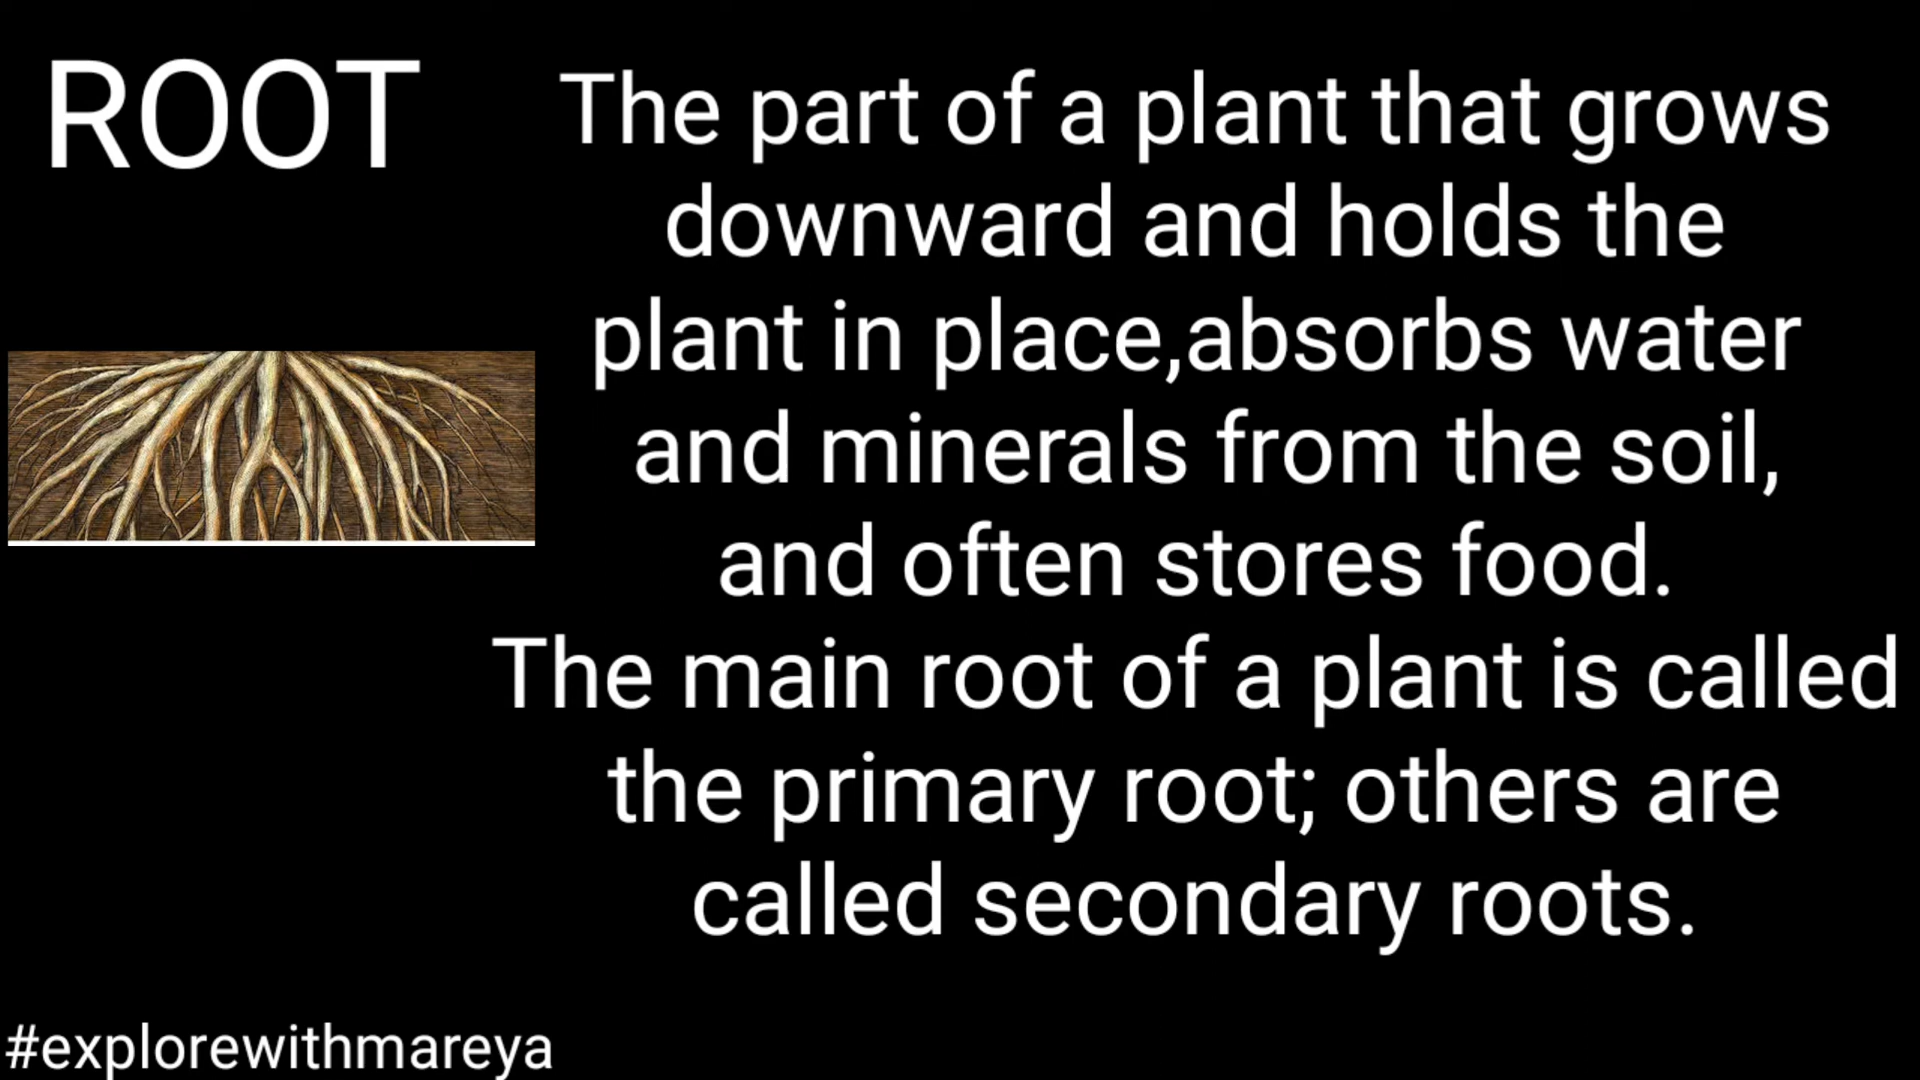 ROOT
The part of a plant that grows
downward and holds the
plant in place,absorbs water
and minerals from the soil,
and often stores food.
The main root of a plant is called
the primary root; others are
called secondary roots.
#explorewithmareya